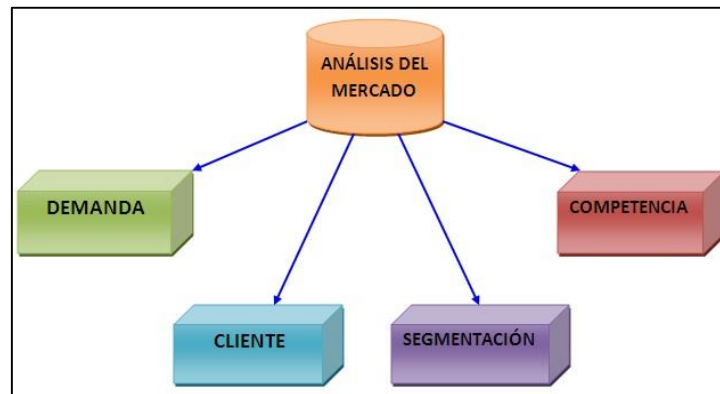 ANÁLISIS DEL
MERCADO
DEMANDA
COMPETENCIA
CLIENTE
SEGMENTACIÓN